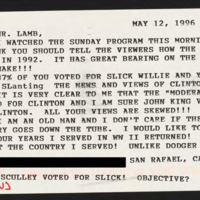 MAY 12, 1996
R. LAMB,
WATCHED THE SUNDAY PROGRAM THIS MORNI
K YOU SHOULD TELL THE VIEWERS HOW THE
IN 1992. IT HAS GREAT BEARING ON THE
AKE!!!
7% OF YOU VOTED FOR SLICK WILLIE AND Y
SLanting THE NEWS AND VIEWS OF CLINTO
T IS VERY CLEAR TO ME THAT THE "MODER
D FOR CLINTON AND I AM SURE JOHN KING V
LINTON. ALL YOUR VIEWS ARE SKEWED!!
AM AN OLD MAN AND I DON'T CARE IF THE
RY GOES DOWN THE TUBE. I WOULD LIKE TO
OUR YEARS I SERVED IN WW II RETURNED!
T THE COUNTRY I SERVED! UNLIKE DODGER
SAN RAFAEL, CA
SCULLEY VOTED FOR SLICK! OBJECTIVE?